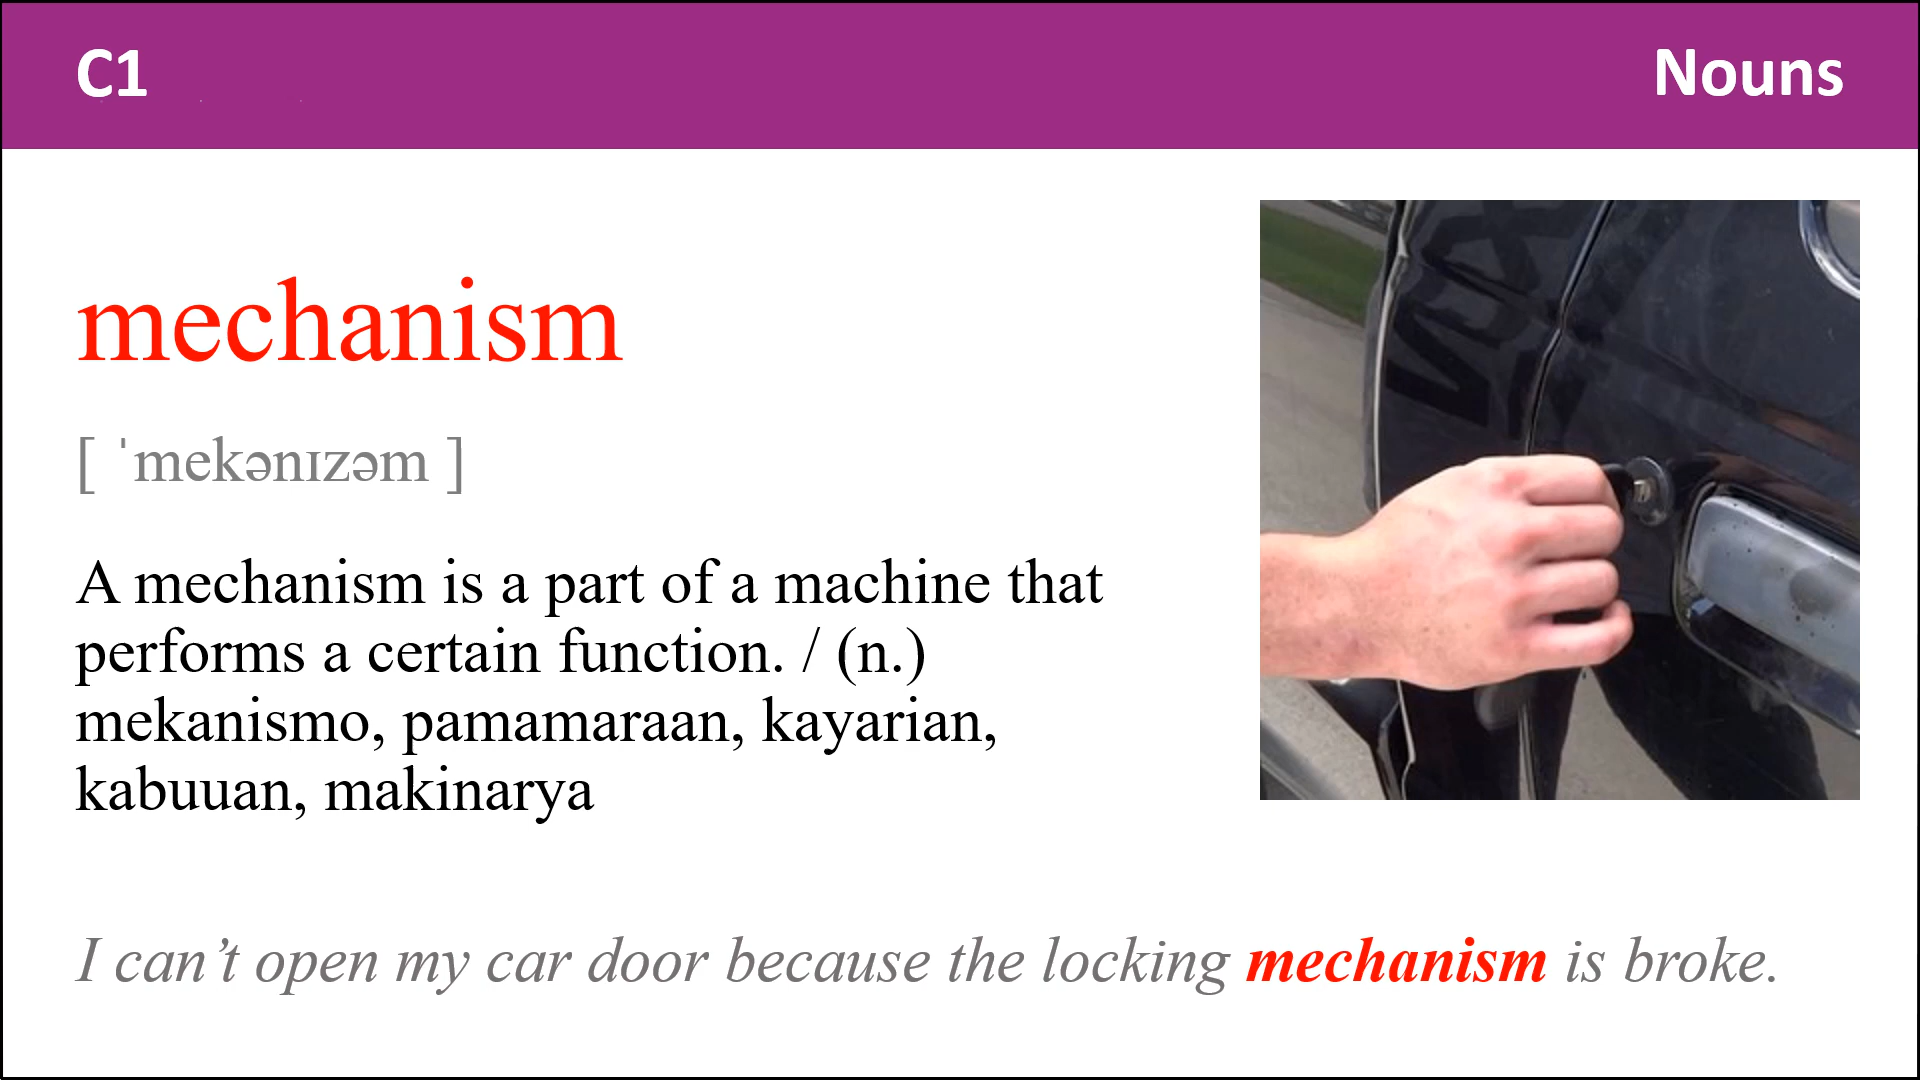 C1
Nouns
mechanism
[ ˈmekənɪzəm ]
A mechanism is a part of a machine that
performs a certain function. / (n.)
mekanismo, pamamaraan, kayarian,
kabuuan, makinarya
I can’t open my car door because the locking mechanism is broke.